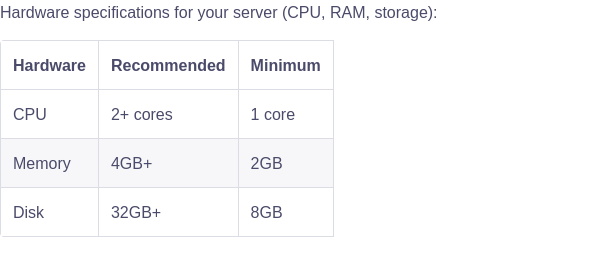 Hardware specifications for your server (CPU, RAM, storage):
Hardware Recommended Minimum
CPU 2+ cores 1 core
Memory 4GB+ 2GB
Disk 32GB+ 8GB